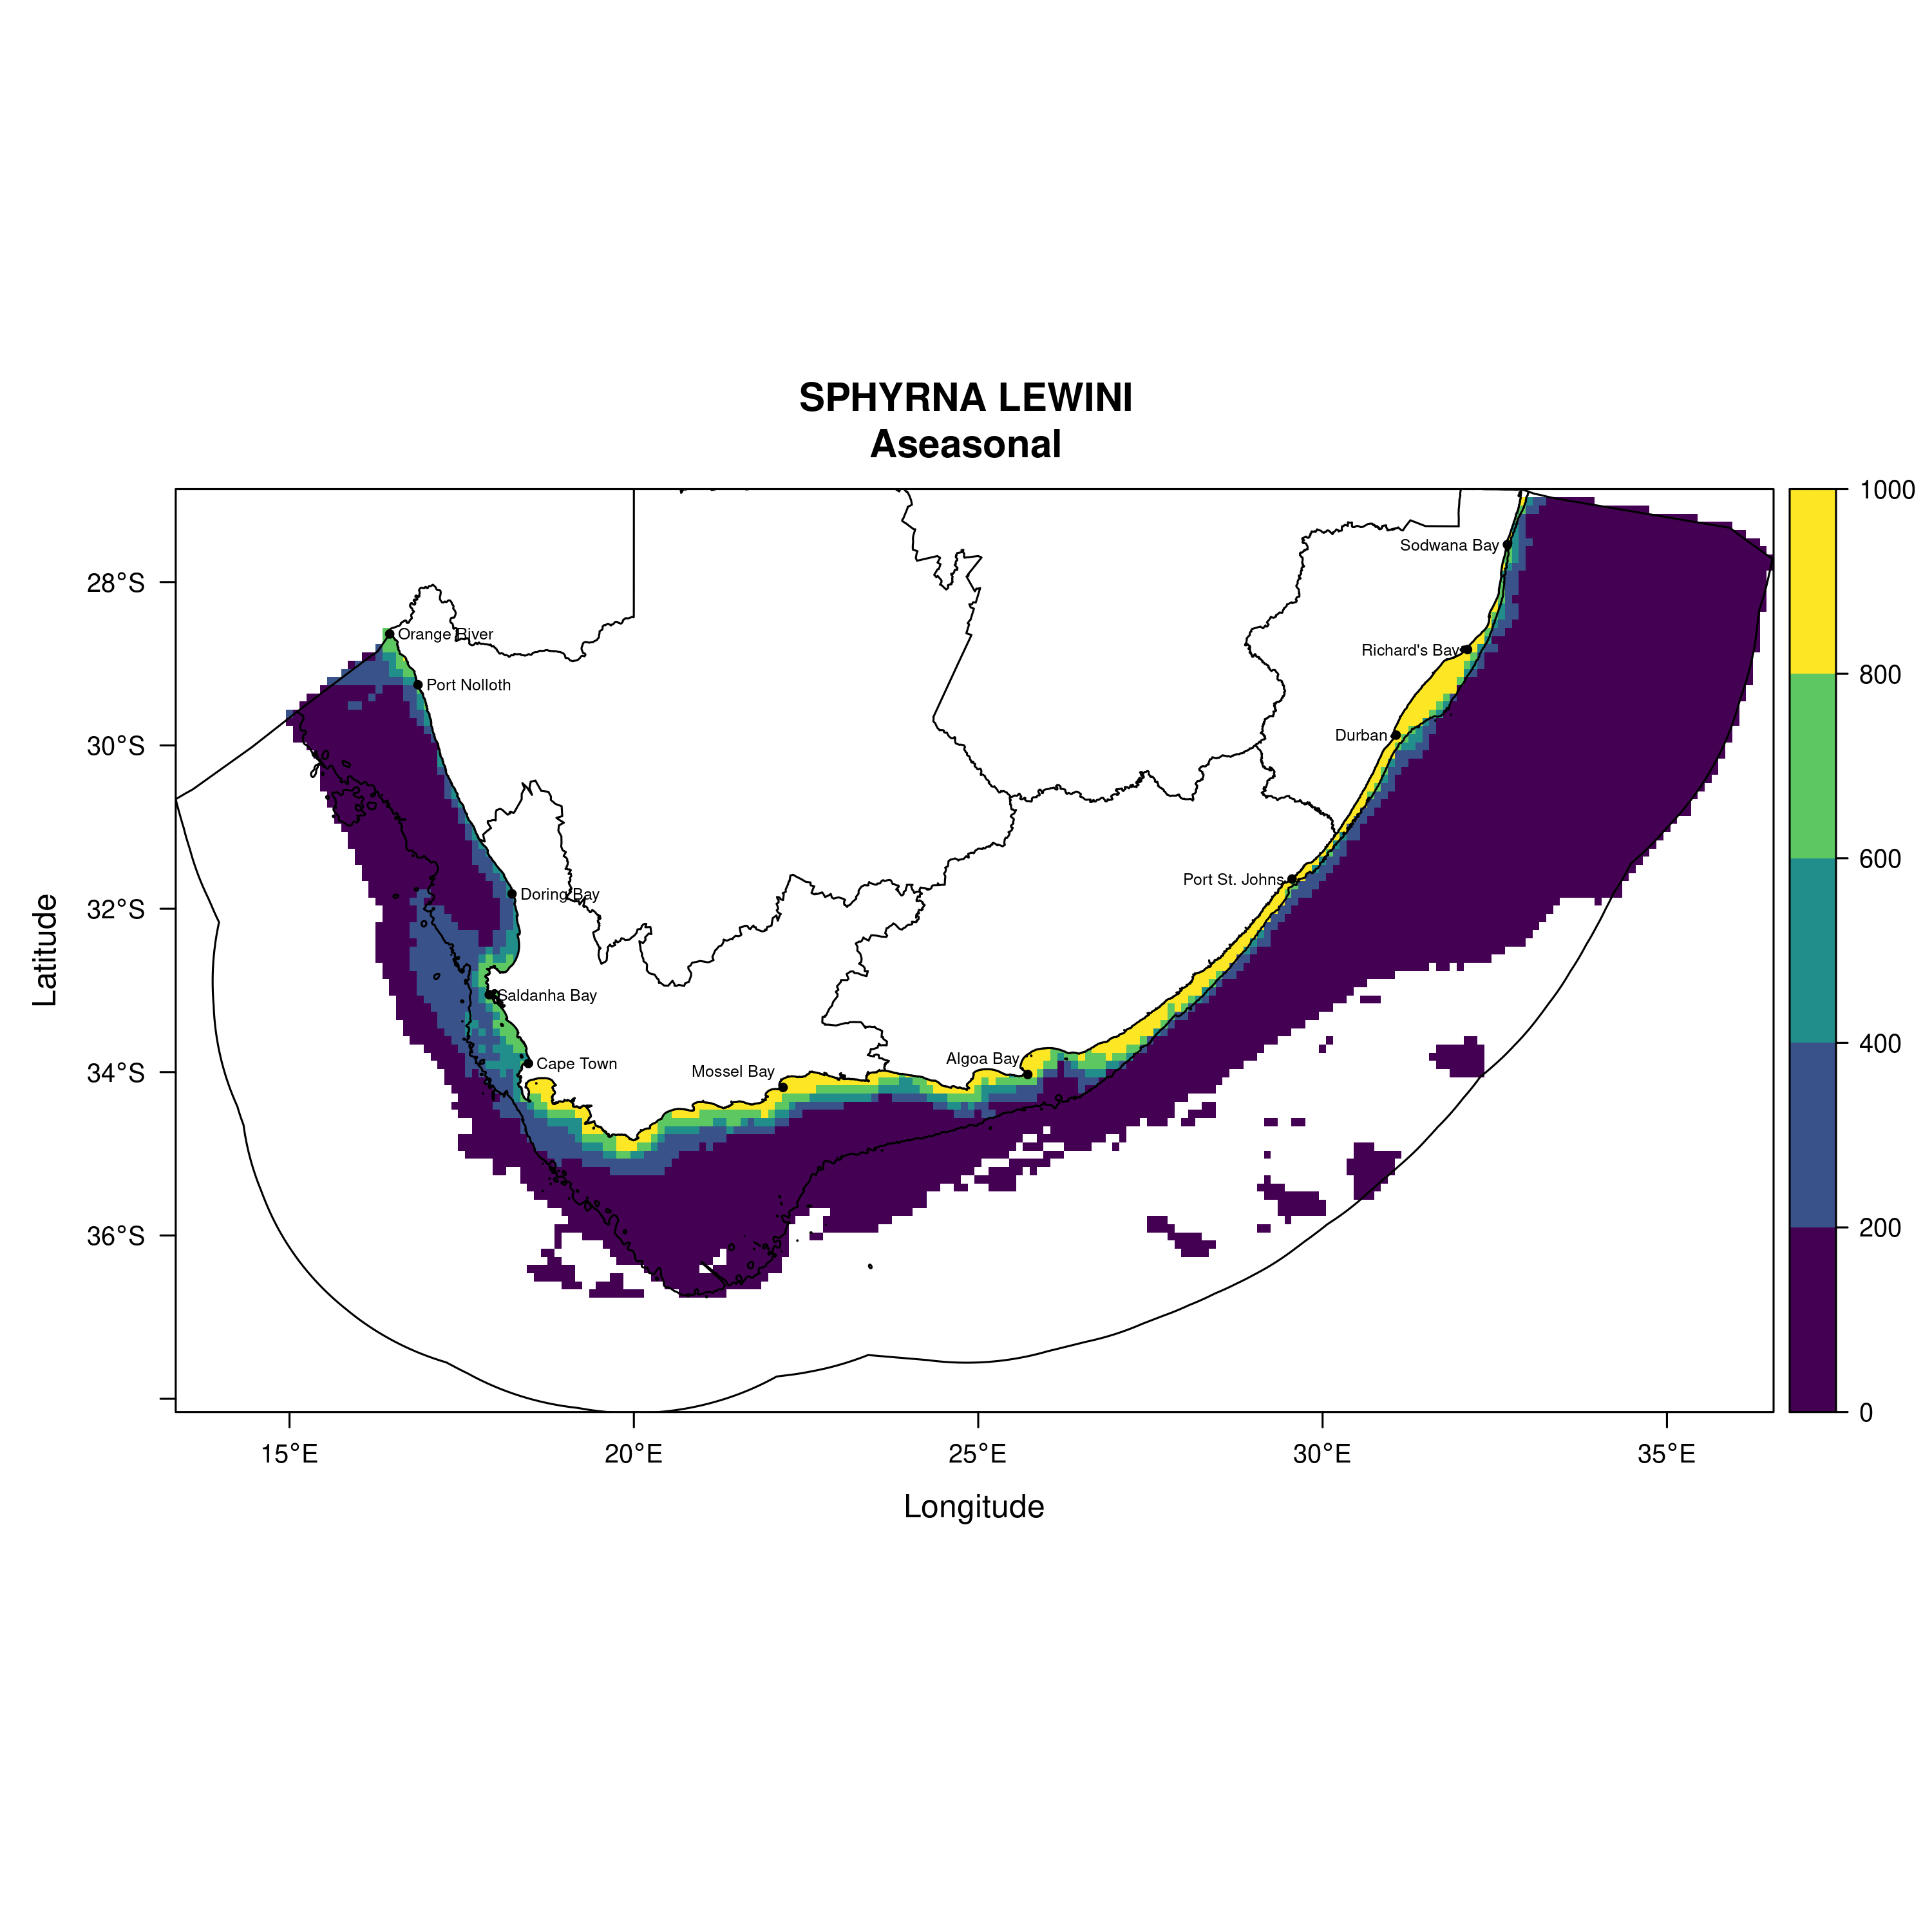 SPHYRNA LEWINI
Aseasonal
1000
800
600
400
200
0
28°S
30°S
32°S
34°S
36°S
Latitude
Sodwana Bay
Orange River
Richard's Bay
Port Nolloth
Durban
Port St. Johns
Doring Bay
Saldanha Bay
Algoa Bay
Cape Town
Mossel Bay
15°E
20°E
25°E
30°E
35°E
Longitude